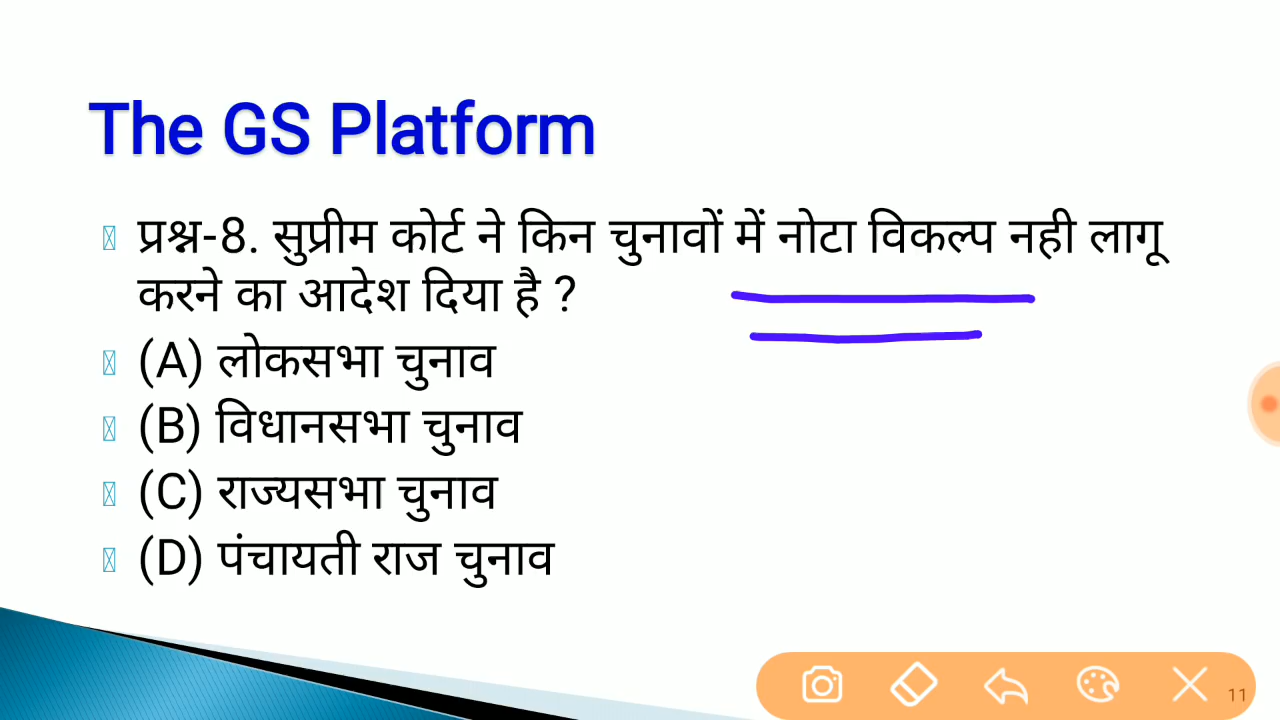 The GS Platform
प्रश्न-8. सुप्रीम कोर्ट ने किन चुनावों में नोटा विकल्प नही लागू
करने का आदेश दिया है ?
(A) लोकसभा चुनाव
(B) विधानसभा चुनाव
(C) राज्यसभा चुनाव
(D) पंचायती राज चुनाव
11